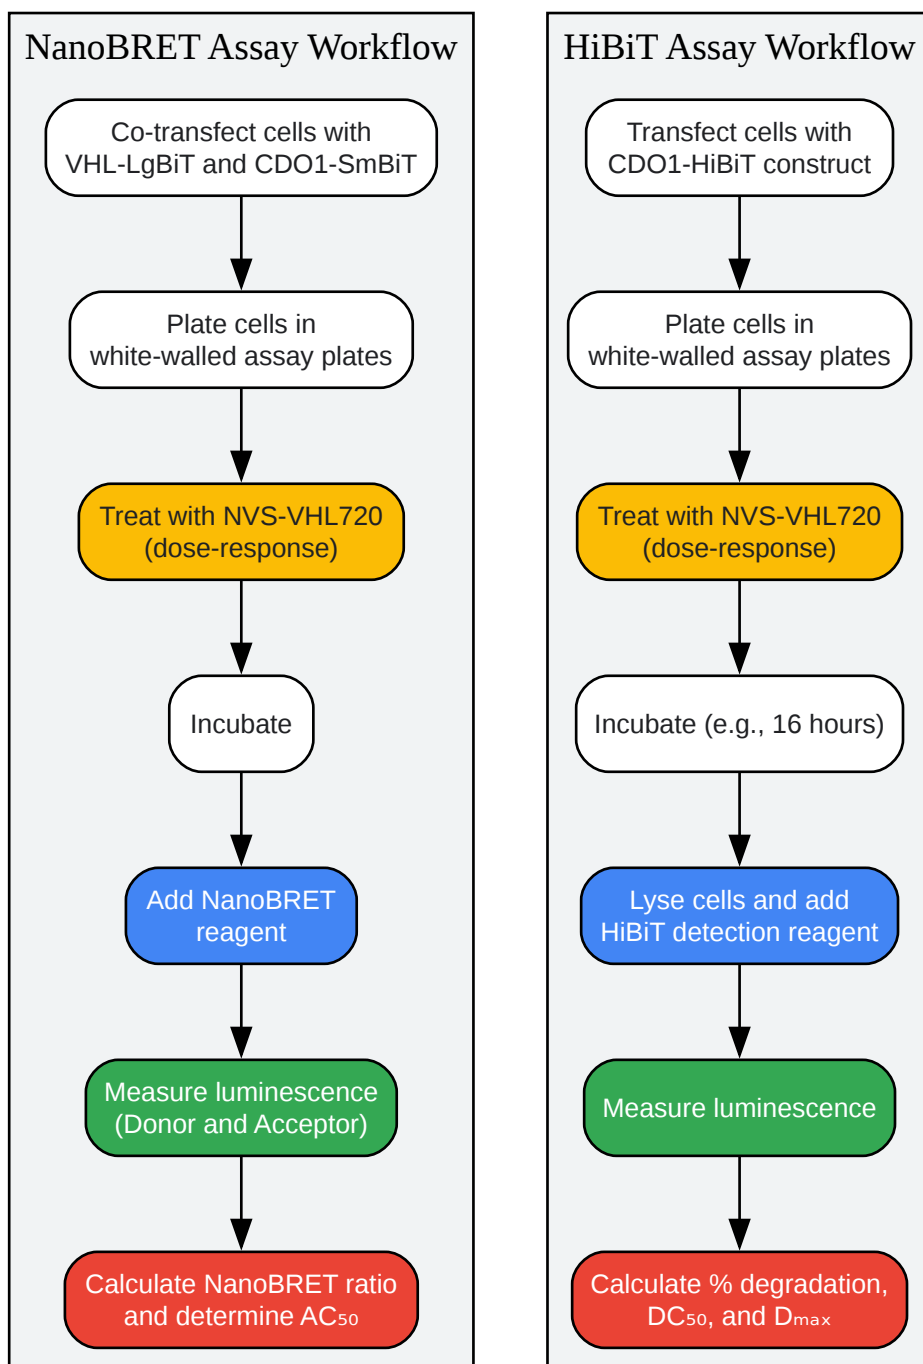 NanoBRET Assay Workflow
Co-transfect cells with
VHL-LgBiT and CDO1-SmBiT
Plate cells in
white-walled assay plates
Treat with NVS-VHL720
(dose-response)
Incubate
Add NanoBRET
reagent
Measure luminescence
(Donor and Acceptor)
Calculate NanoBRET ratio
and determine AC₅₀
HiBiT Assay Workflow
Transfect cells with
CDO1-HiBiT construct
Plate cells in
white-walled assay plates
Treat with NVS-VHL720
(dose-response)
Incubate (e.g., 16 hours)
Lyse cells and add
HiBiT detection reagent
Measure luminescence
Calculate % degradation,
DC₅₀, and Dₘₐₓ